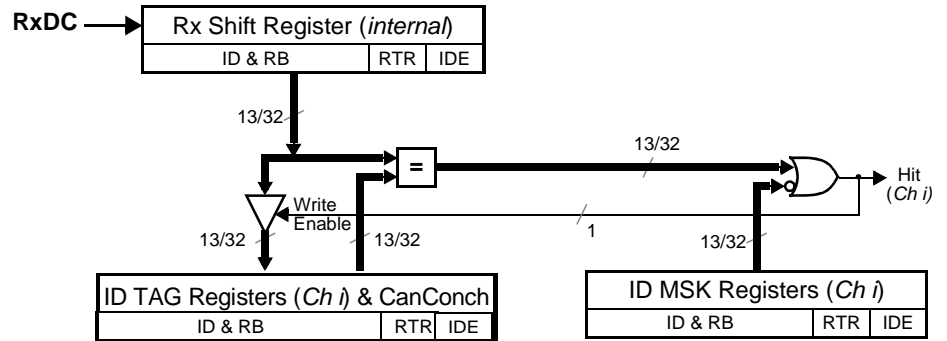 RxDC
Rx Shift Register (internal)
ID & RB RTR IDE
13/32
13/32
=
Hit
(Ch i)
Write
Enable
1
13/32
13/32
13/32
ID TAG Registers (Ch i) & CanConch
ID & RB RTR IDE
ID MSK Registers (Ch i)
ID & RB RTR IDE